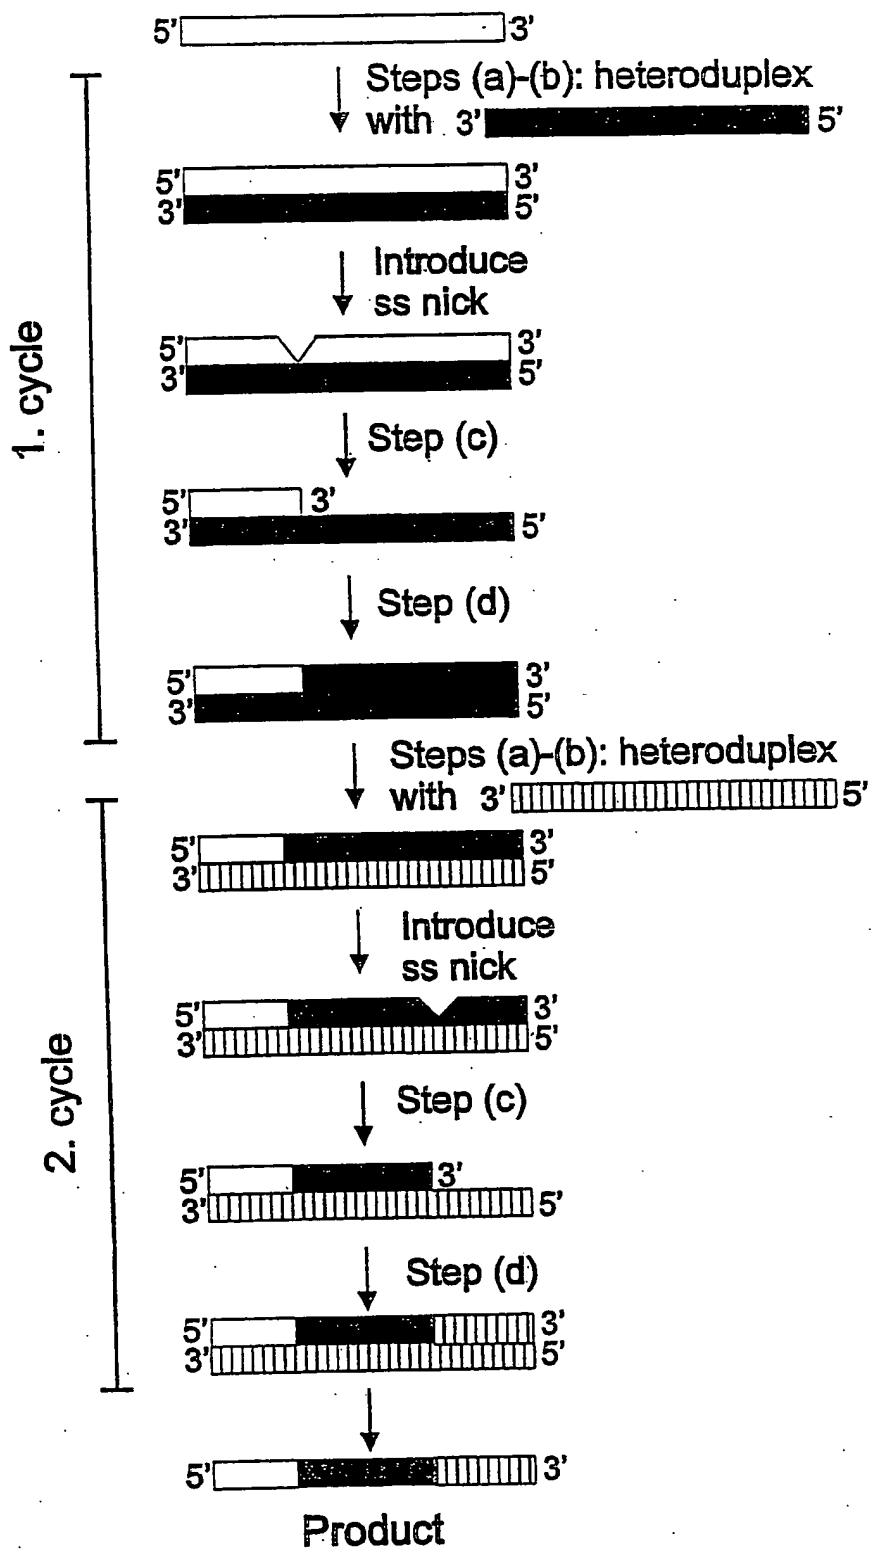 5' 3'
Steps (a)-(b): heteroduplex
with 3' 5'
5' 3'
3' 5'
Introduce
ss nick
5' 3'
3' 5'
1. cycle
Step (c)
5' 3'
3' 5'
Step (d)
5' 3'
3' 5'
Steps (a)-(b): heteroduplex
with 3' 5'
5' 3'
3' 5'
Introduce
ss nick
5' 3'
3' 5'
2. cycle
Step (c)
5' 3'
3' 5'
Step (d)
5' 3'
3' 5'
5' 3'
Product